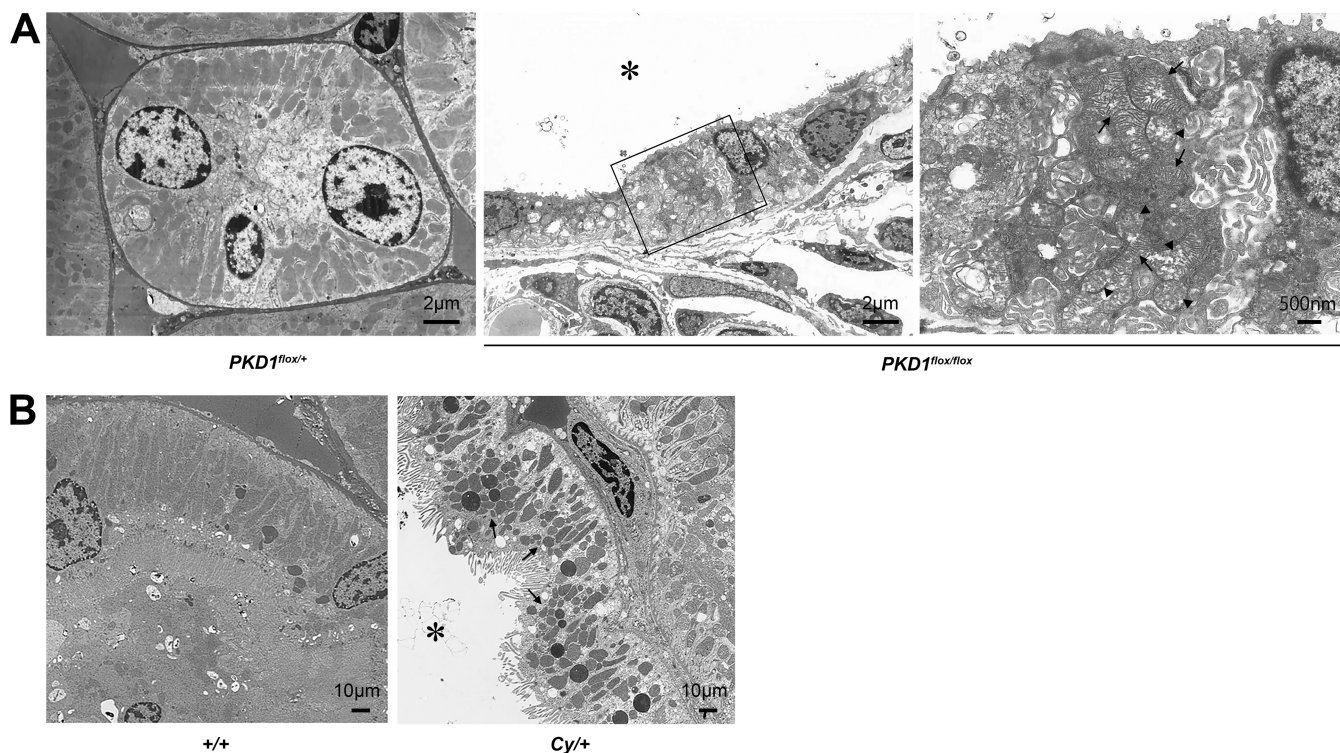 A
*
2µm
2µm
500nm
PKD1flox/+
PKD1flox/flox
B
*
10µm
10µm
+/+
Cy/+